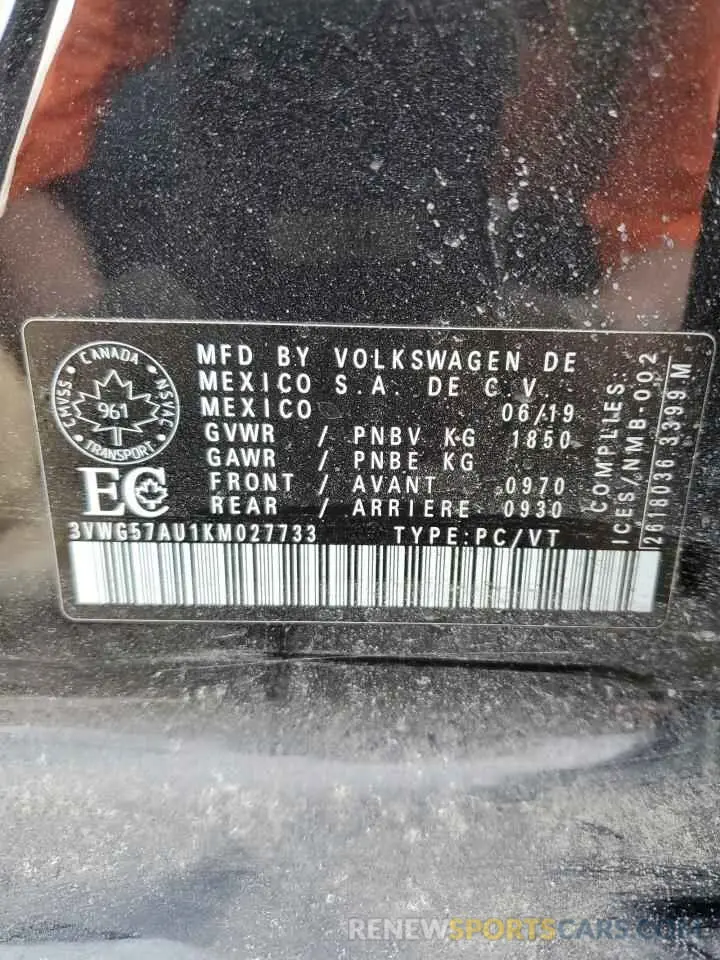 CANADA
CMVSS
NSVAC
961
TRANSPORT
EC
MFD BY VOLKSWAGEN DE
MEXICO S.A. DE C.V.
MEXICO 06/19
GVWR / PNBV KG 1850
GAWR / PNBE KG
FRONT / AVANT 0970
REAR / ARRIERE 0930
3VWG57AU1KM027733 TYPE:PC/VT
COMPLIES:
ICES/NMB-002
2618036 3399.M
RENEWSPORTSCARS.COM